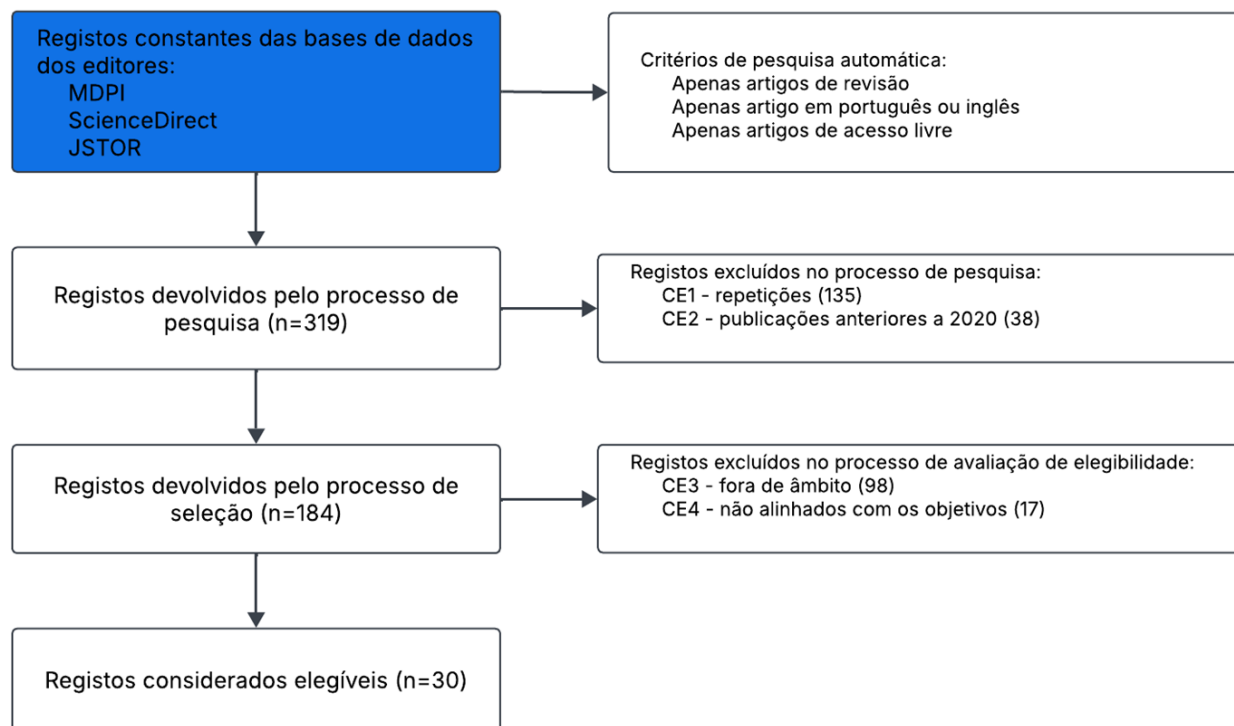 Registos constantes das bases de dados
dos editores:
MDPI
ScienceDirect
JSTOR
Critérios de pesquisa automática:
Apenas artigos de revisão
Apenas artigo em português ou inglês
Apenas artigos de acesso livre
Registos devolvidos pelo processo de
pesquisa (n=319)
Registos excluídos no processo de pesquisa:
CE1 - repetições (135)
CE2 - publicações anteriores a 2020 (38)
Registos devolvidos pelo processo de
seleção (n=184)
Registos excluídos no processo de avaliação de elegibilidade:
CE3 - fora de âmbito (98)
CE4 - não alinhados com os objetivos (17)
Registos considerados elegíveis (n=30)